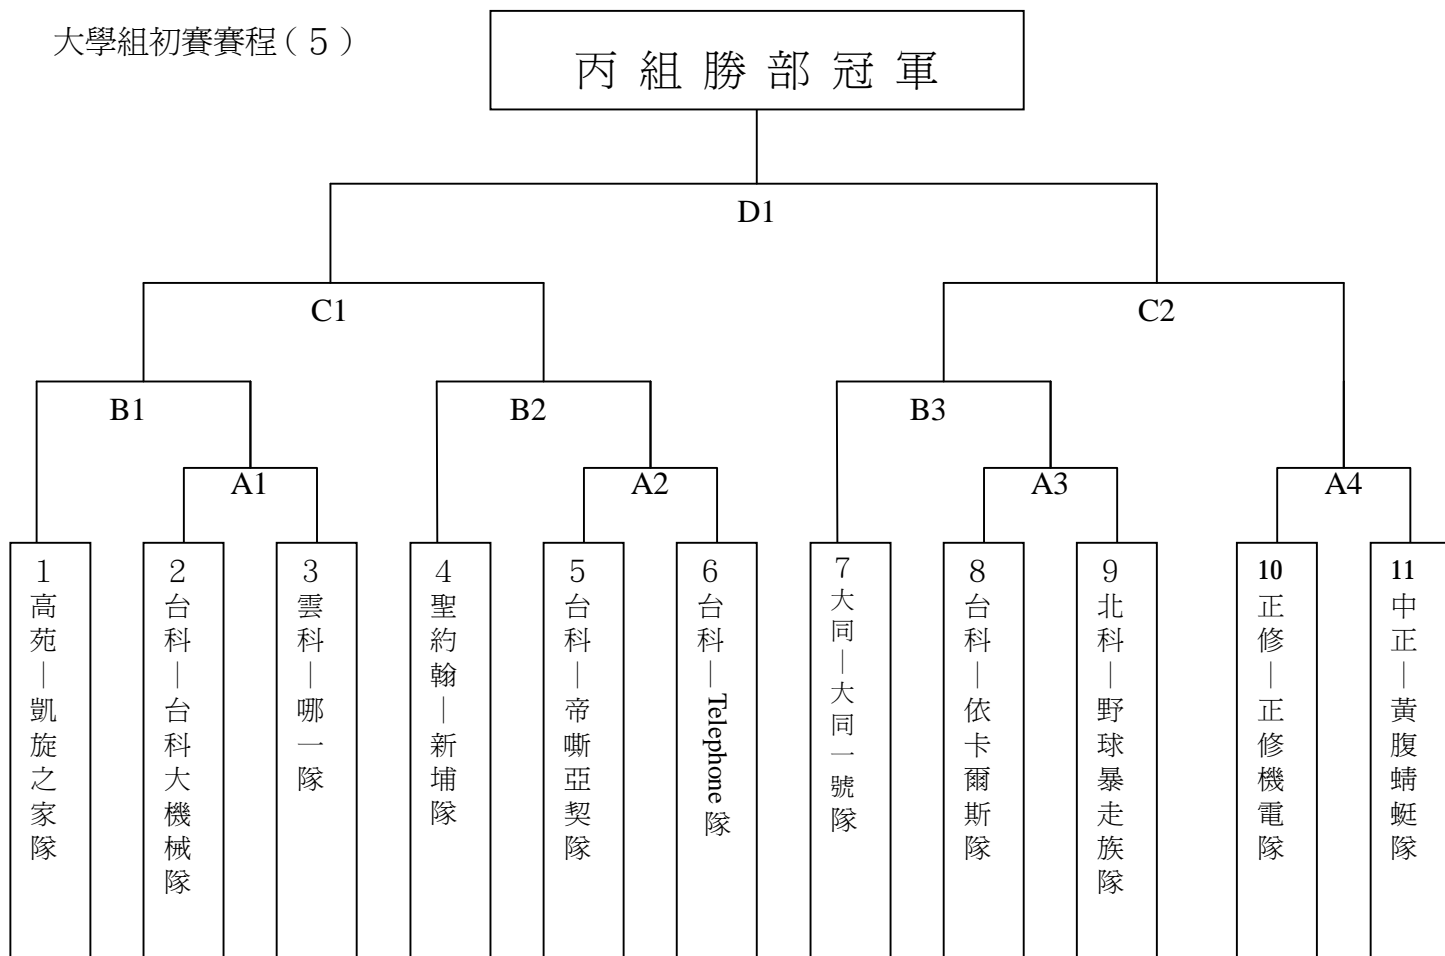 大學組初賽賽程(5)
丙組勝部冠軍
D1
C1
C2
B1
B2
B3
A1
A2
A3
A4
1高苑—凱旋之家隊
2台科—台科大機械隊
3雲科—哪一隊
4聖約翰—新埔隊
5台科—帝嘶亞契隊
6台科—Telephone隊
7大同—大同一號隊
8台科—依卡爾斯隊
9北科—野球暴走族隊
10正修—正修機電隊
11中正—黃腹蜻蜓隊